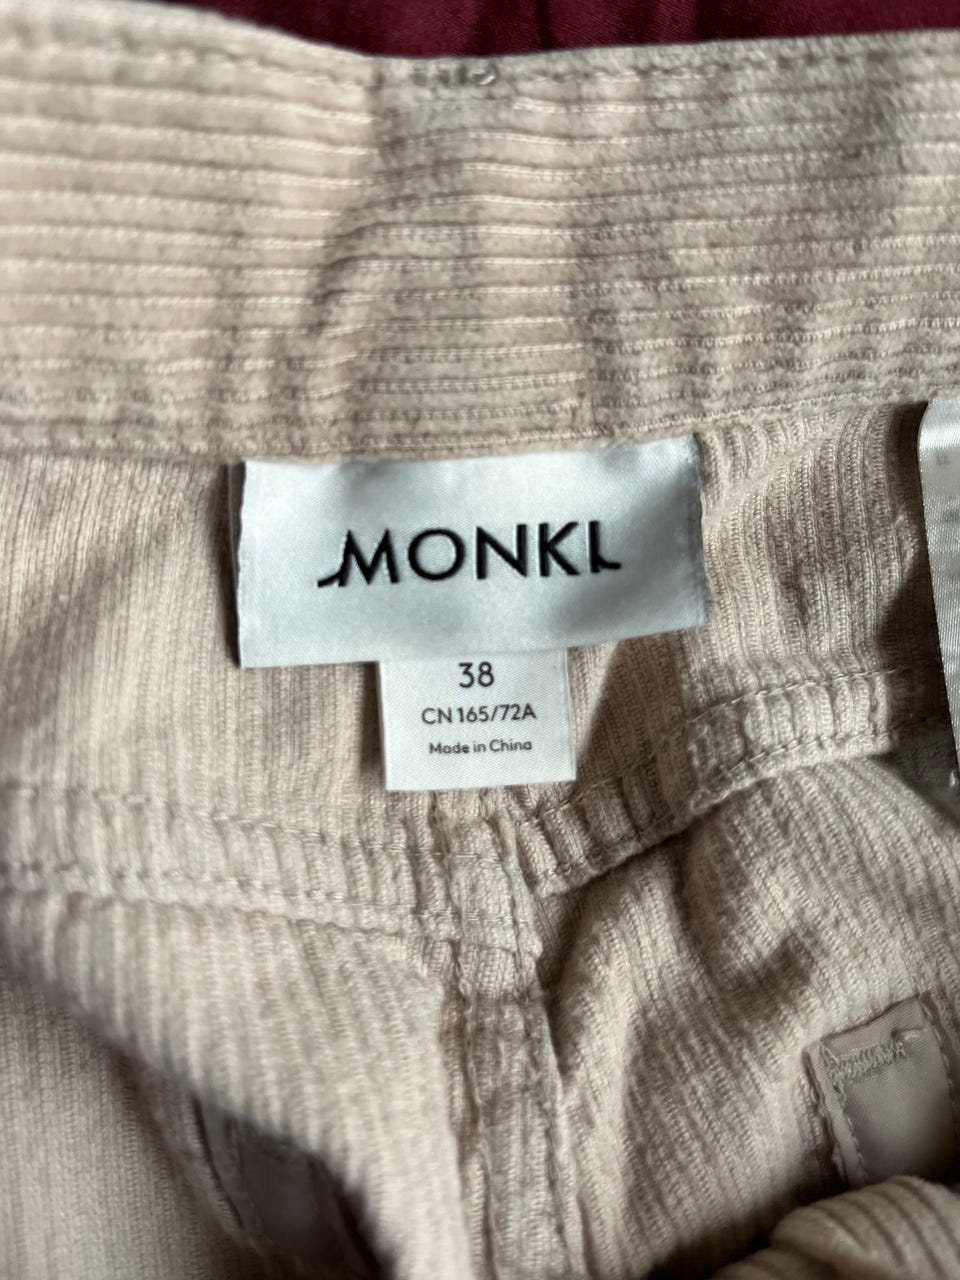 MONKI
38
CN 165/72A
Made in China